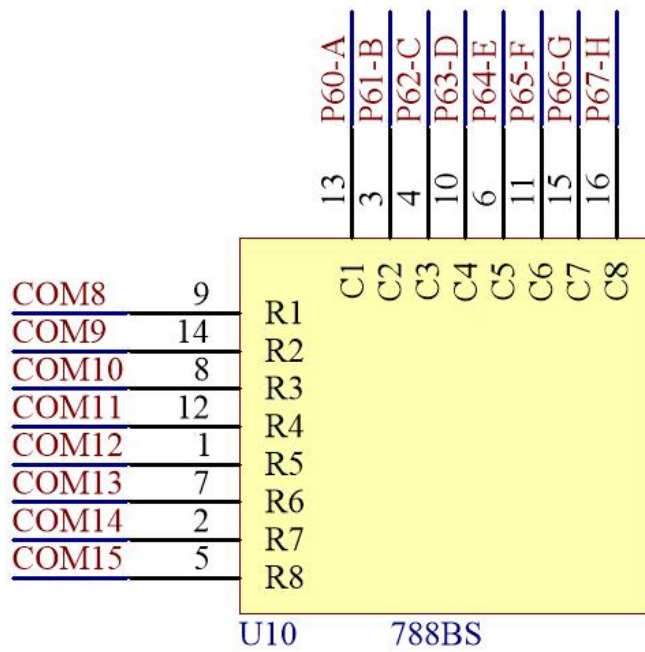 P60-A
P61-B
P62-C
P63-D
P64-E
P65-F
P66-G
P67-H
13
3
4
10
6
11
15
16
C1
C2
C3
C4
C5
C6
C7
C8
COM8 9 R1
COM9 14 R2
COM10 8 R3
COM11 12 R4
COM12 1 R5
COM13 7 R6
COM14 2 R7
COM15 5 R8
U10 788BS